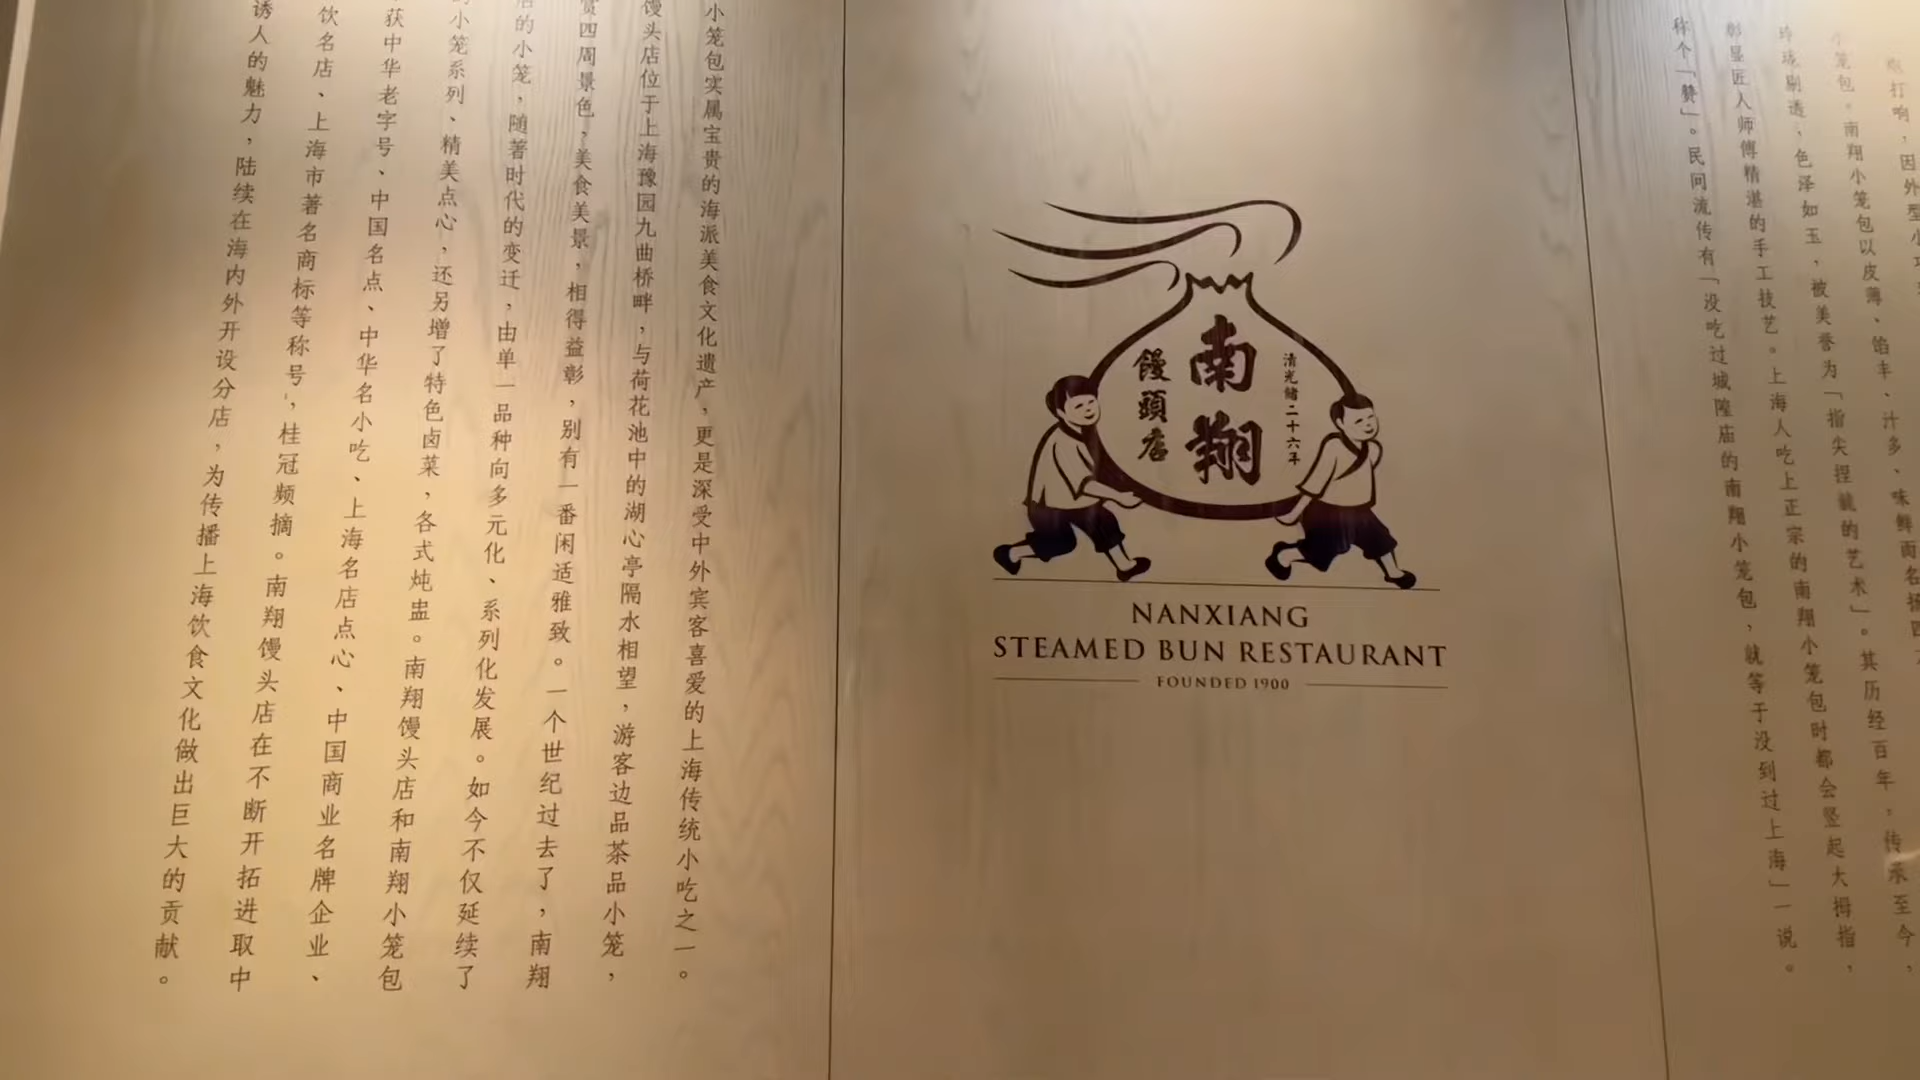 打响，因外型小
小笼包。南翔小笼包以皮薄、馅丰、汁多、味鲜而名扬四
玲珑剔透，色泽如玉，被美誉为「指尖捏就的艺术」。其历经百年，传承至今，
彰显匠人师傅精湛的手工技艺。上海人吃上正宗的南翔小笼包时都会竖起大拇指，
称个「赞」。民间流传有「没吃过城隍庙的南翔小笼包，就等于没到过上海」一说。
清光緒二十六年
南翔
饅頭店
NANXIANG
STEAMED BUN RESTAURANT
FOUNDED 1900
小笼包实属宝贵的海派美食文化遗产，更是深受中外宾客喜爱的上海传统小吃之一。
馒头店位于上海豫园九曲桥畔，与荷花池中的湖心亭隔水相望，游客边品茶品小笼，
赏四周景色，美食美景，相得益彰，别有一番闲适雅致。一个世纪过去了，南翔
的小笼，随著时代的变迁，由单一品种向多元化、系列化发展。如今不仅延续了
的小笼系列、精美点心，还另增了特色卤菜，各式炖盅。南翔馒头店和南翔小笼包
获中华老字号、中国名点、中华名小吃、上海名店点心、中国商业名牌企业、
饮名店、上海市著名商标等称号，桂冠频摘。南翔馒头店在不断开拓进取中
诱人的魅力，陆续在海内外开设分店，为传播上海饮食文化做出巨大的贡献。